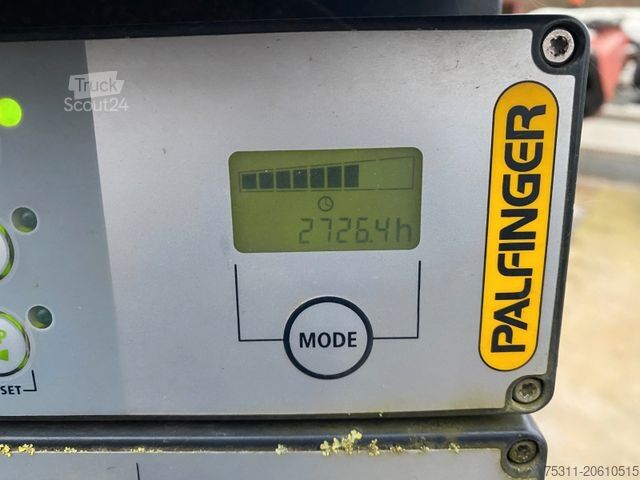 Truck
Scout24
2726.4h
MODE
PALFINGER
SET
75311-20610515